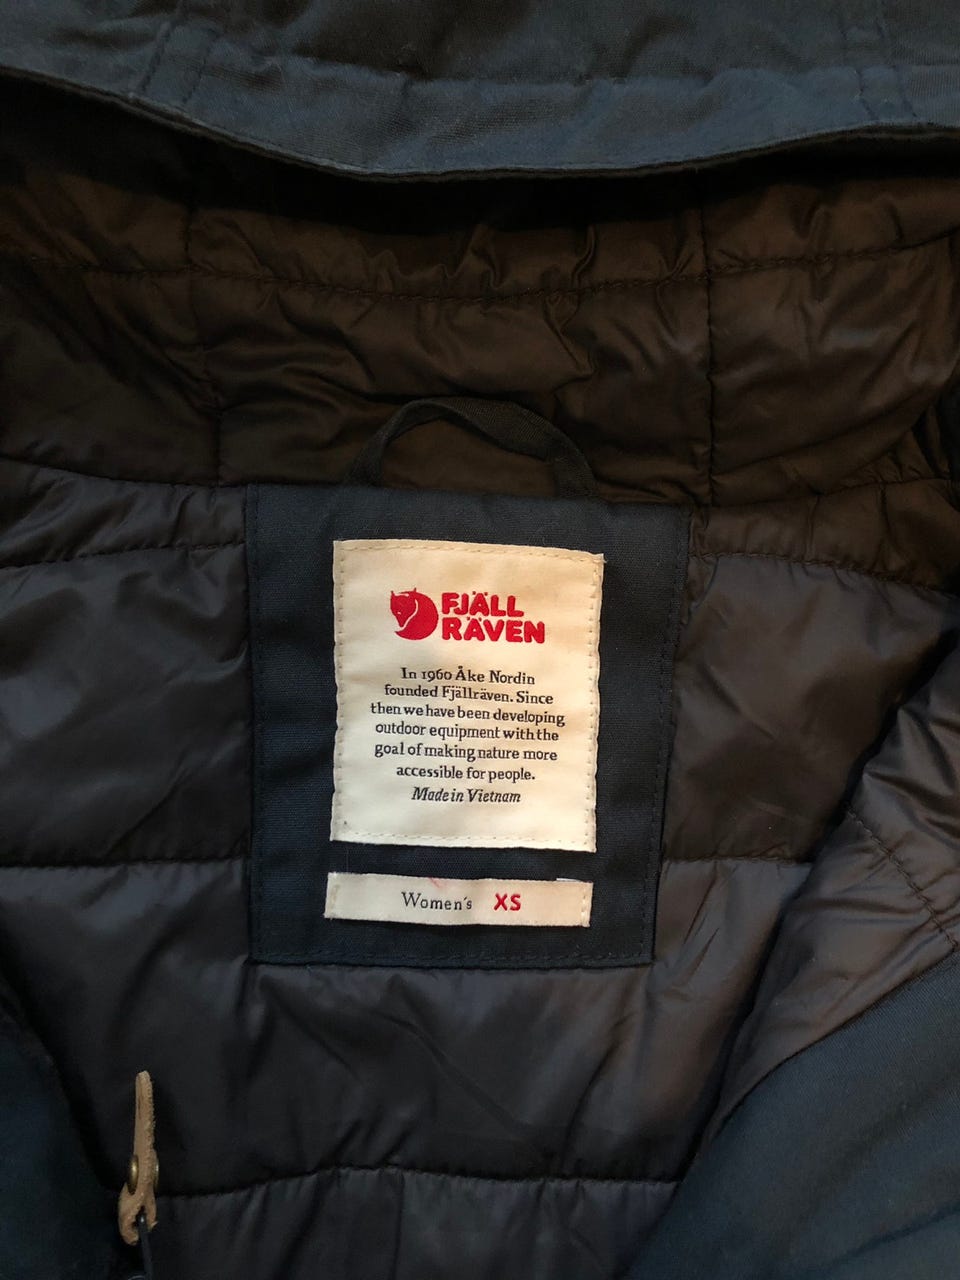 FJÄLL
RÄVEN
In 1960 Åke Nordin
founded Fjällräven. Since
then we have been developing
outdoor equipment with the
goal of making nature more
accessible for people.
Made in Vietnam
Women's XS